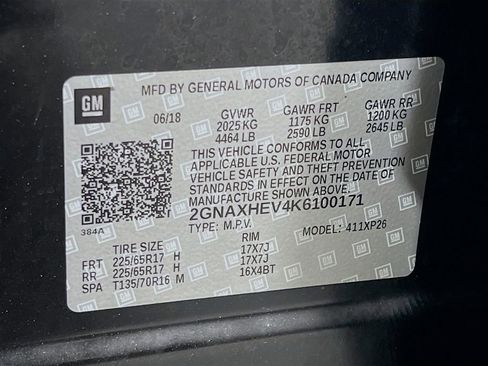 MFD BY GENERAL MOTORS OF CANADA COMPANY
GM
06/18 GVWR GAWR FRT GAWR RR
2025 KG 1175 KG 1200 KG
4464 LB 2590 LB 2645 LB
THIS VEHICLE CONFORMS TO ALL
APPLICABLE U.S. FEDERAL MOTOR
VEHICLE SAFETY AND THEFT PREVENTION
STANDARDS IN EFFECT ON THE DATE OF
MANUFACTURE SHOWN ABOVE.
2GNAXHEV4K6100171
384A
TYPE: M.P.V. MODEL: 411XP26
TIRE SIZE RIM
FRT 225/65R17 H 17X7J
RR 225/65R17 H 17X7J
SPA T135/70R16 M 16X4BT